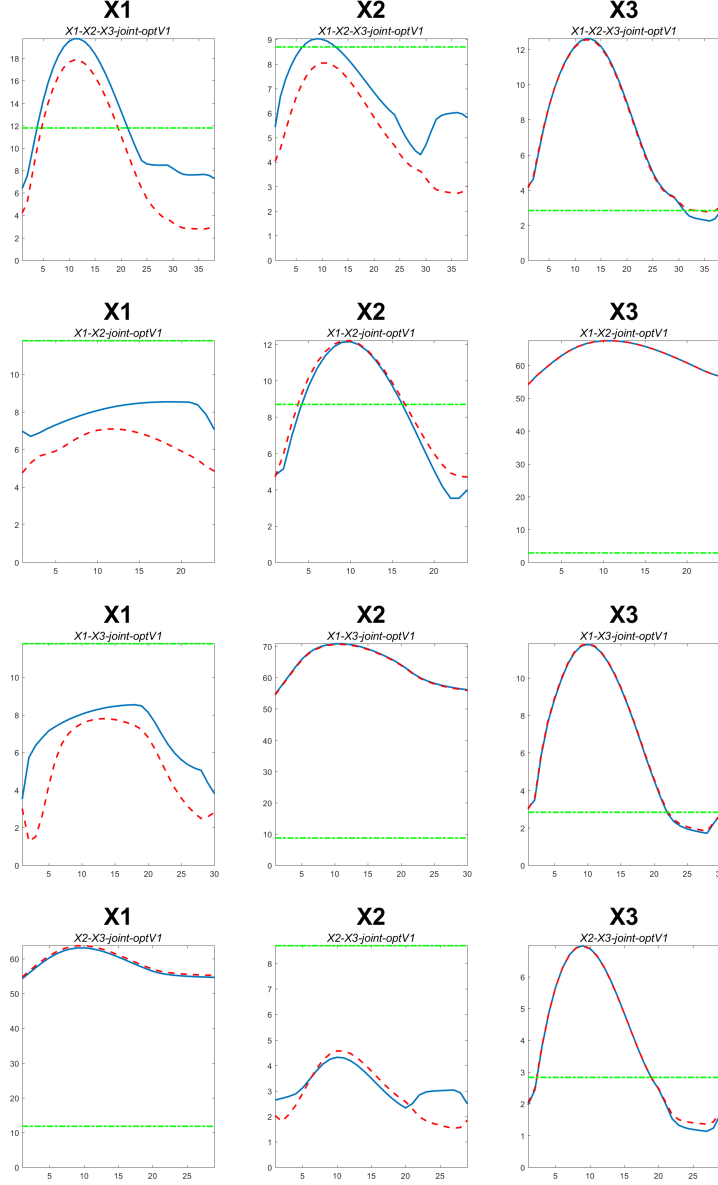 X1 X2 X3
X1-X2-X3-joint-optV1 X1-X2-X3-joint-optV1 X1-X2-X3-joint-optV1
18 16 14 12 10 8 6 4 2 0
5 10 15 20 25 30 35
9 8 7 6 5 4 3 2 1 0
5 10 15 20 25 30 35
12 10 8 6 4 2 0
5 10 15 20 25 30 35
X1 X2 X3
X1-X2-joint-optV1 X1-X2-joint-optV1 X1-X2-joint-optV1
10 8 6 4 2 0
5 10 15 20
12 10 8 6 4 2 0
5 10 15 20
60 50 40 30 20 10 0
5 10 15 20
X1 X2 X3
X1-X3-joint-optV1 X1-X3-joint-optV1 X1-X3-joint-optV1
10 8 6 4 2 0
5 10 15 20 25 30
70 60 50 40 30 20 10 0
5 10 15 20 25 30
10 8 6 4 2 0
5 10 15 20 25
X1 X2 X3
X2-X3-joint-optV1 X2-X3-joint-optV1 X2-X3-joint-optV1
60 50 40 30 20 10 0
5 10 15 20 25
8 7 6 5 4 3 2 1 0
5 10 15 20 25
6 5 4 3 2 1 0
5 10 15 20 25